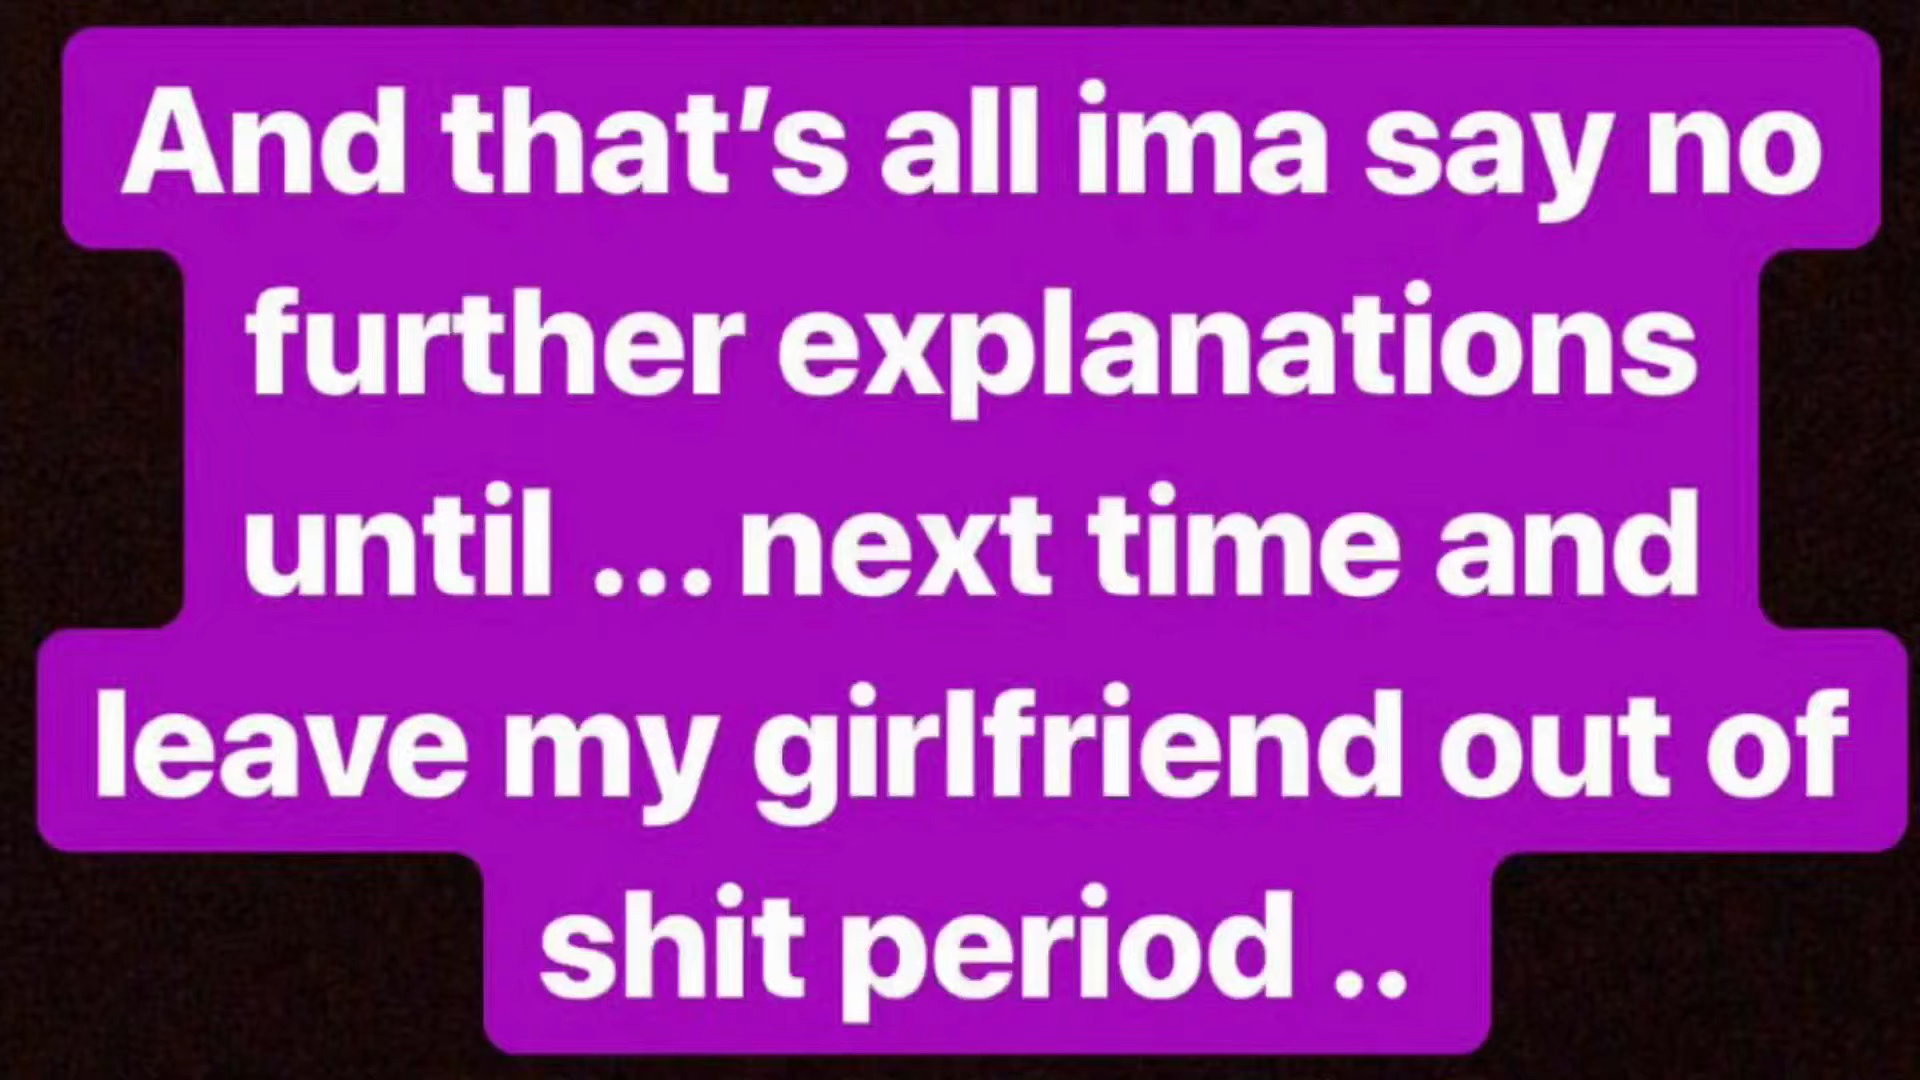 And that’s all ima say no
further explanations
until ... next time and
leave my girlfriend out of
shit period ..